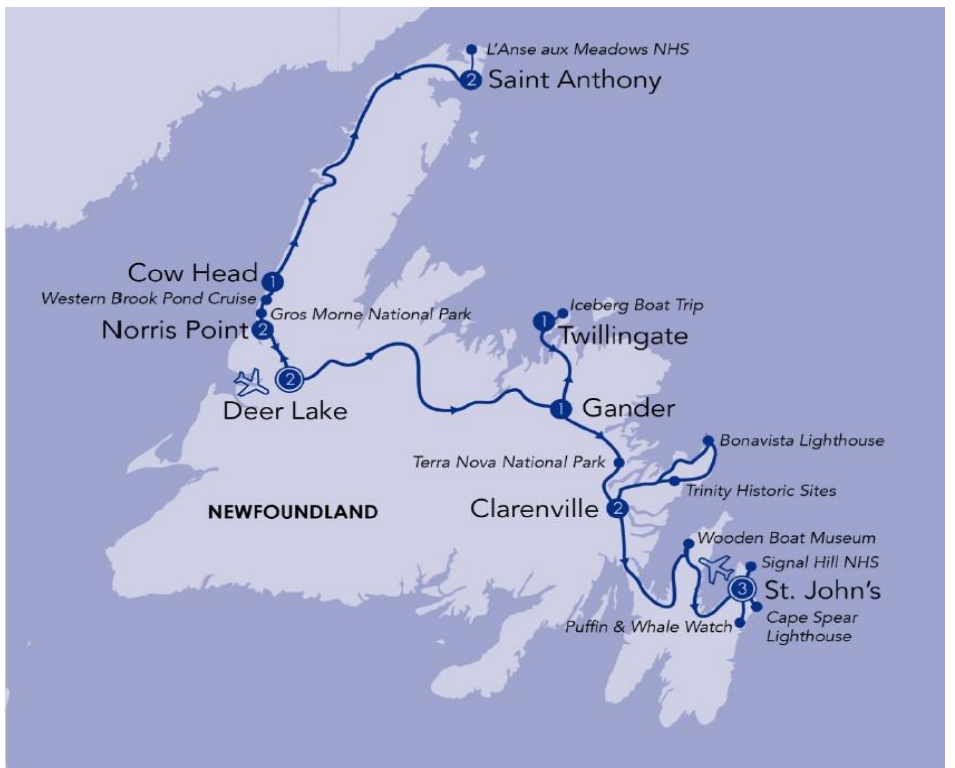 L'Anse aux Meadows NHS
2
Saint Anthony
Cow Head
1
Western Brook Pond Cruise
Gros Morne National Park
Norris Point
2
Iceberg Boat Trip
1
Twillingate
2
Deer Lake
1
Gander
Bonavista Lighthouse
Terra Nova National Park
Trinity Historic Sites
Clarenville
2
NEWFOUNDLAND
Wooden Boat Museum
Signal Hill NHS
3
St. John's
Puffin & Whale Watch
Cape Spear
Lighthouse